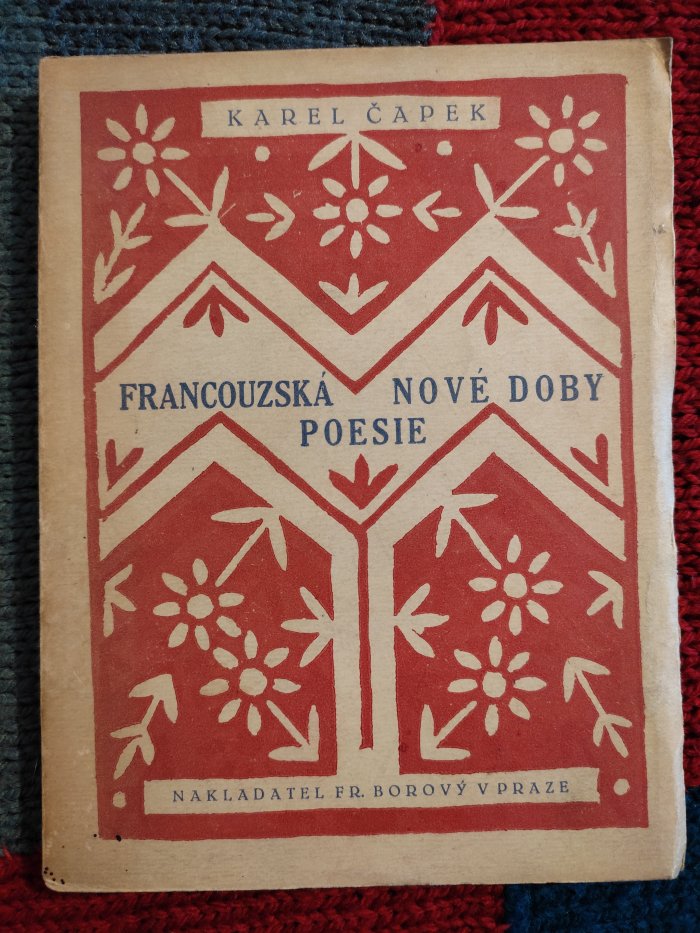 KAREL ČAPEK
FRANCOUZSKÁ NOVÉ DOBY
POESIE
NAKLADATEL FR. BOROVÝ V PRAZE